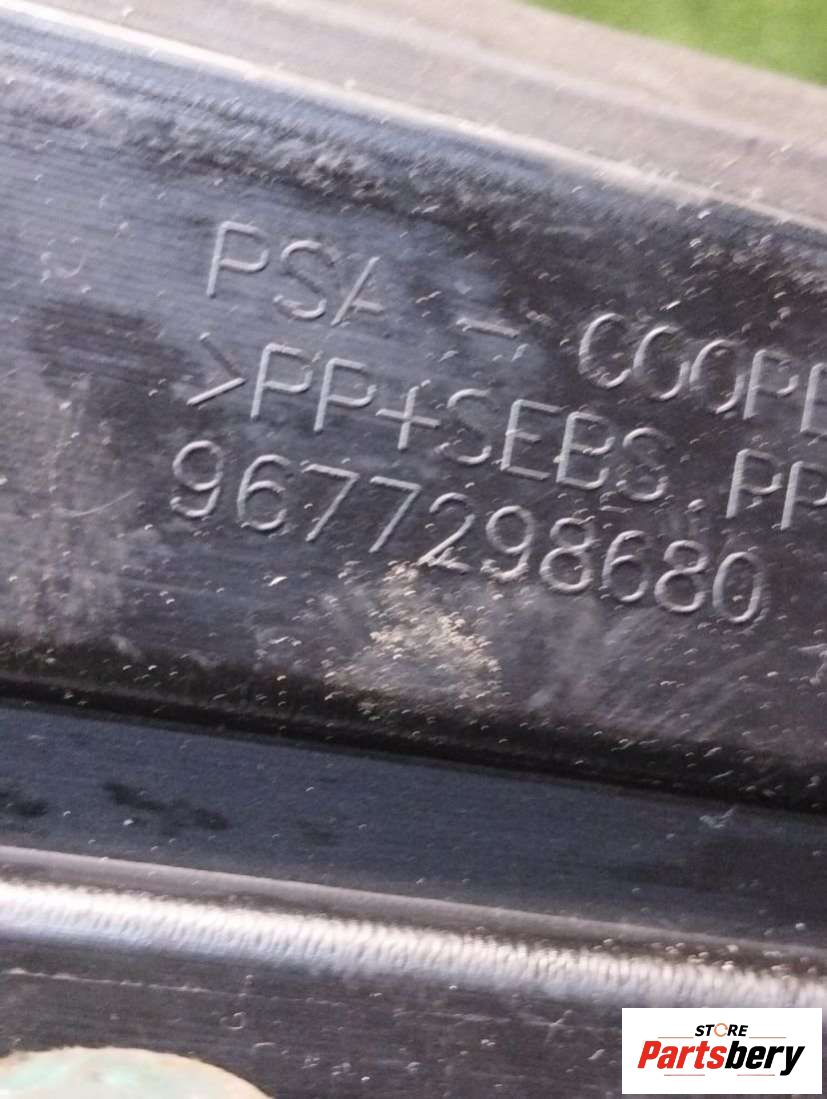 PSA - COOPE
>PP+SEBS.PP
9677298680
STORE
Partsbery